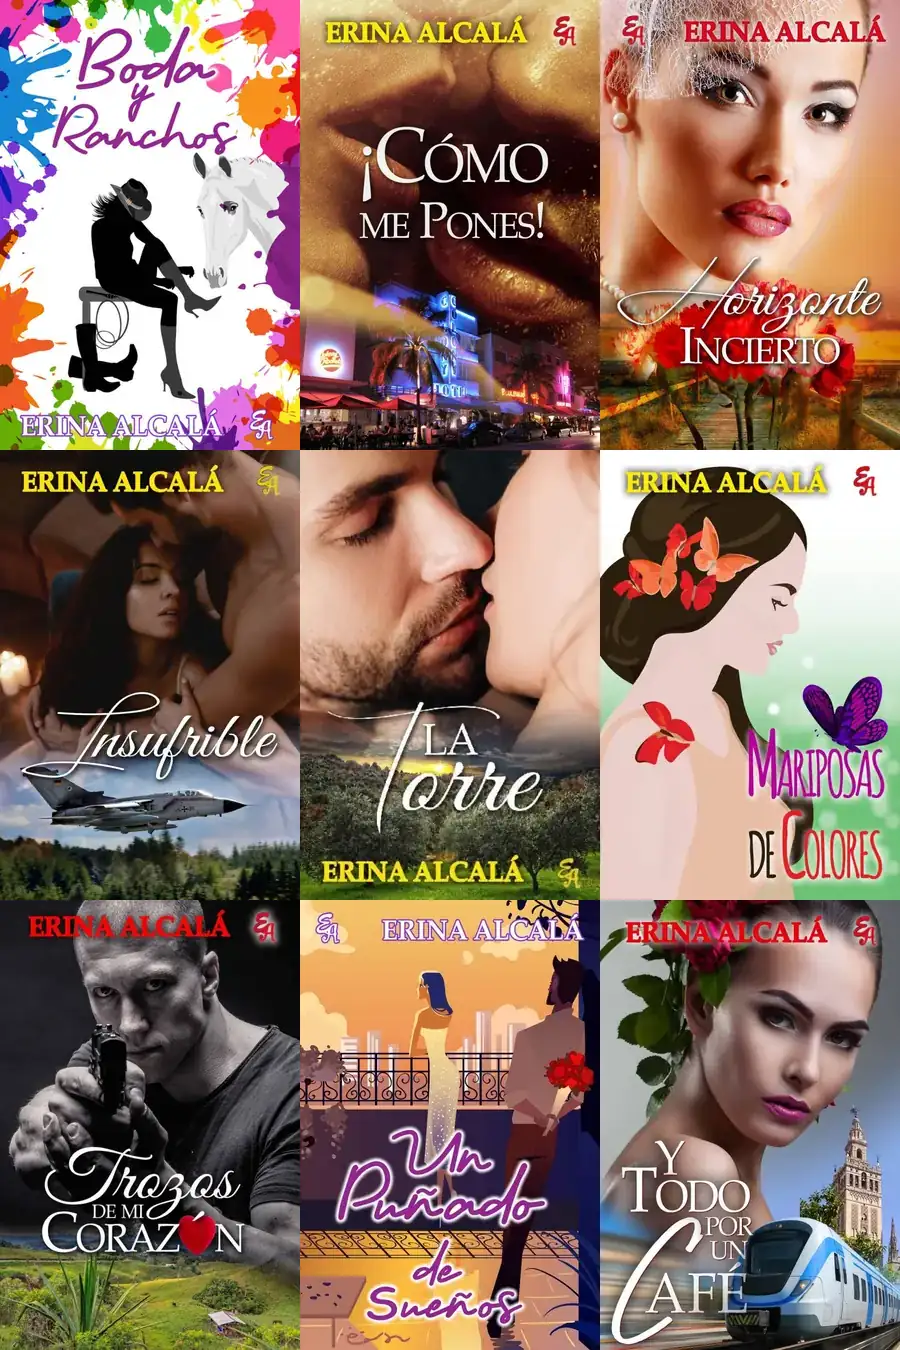 Boda
y
Ranchos
ERINA ALCALÁ EA
ERINA ALCALÁ EA
¡CÓMO
ME PONES!
EA ERINA ALCALÁ
Horizonte
INCIERTO
ERINA ALCALÁ EA
Insufrible
LA
Torre
ERINA ALCALÁ EA
ERINA ALCALÁ EA
MARIPOSAS
DE COLORES
ERINA ALCALÁ EA
Trozos
DE MI
CORAZÓN
EA ERINA ALCALÁ
Un
Puñado
de
Sueños
ERINA ALCALÁ EA
Y
TODO
POR
UN
CAFÉ